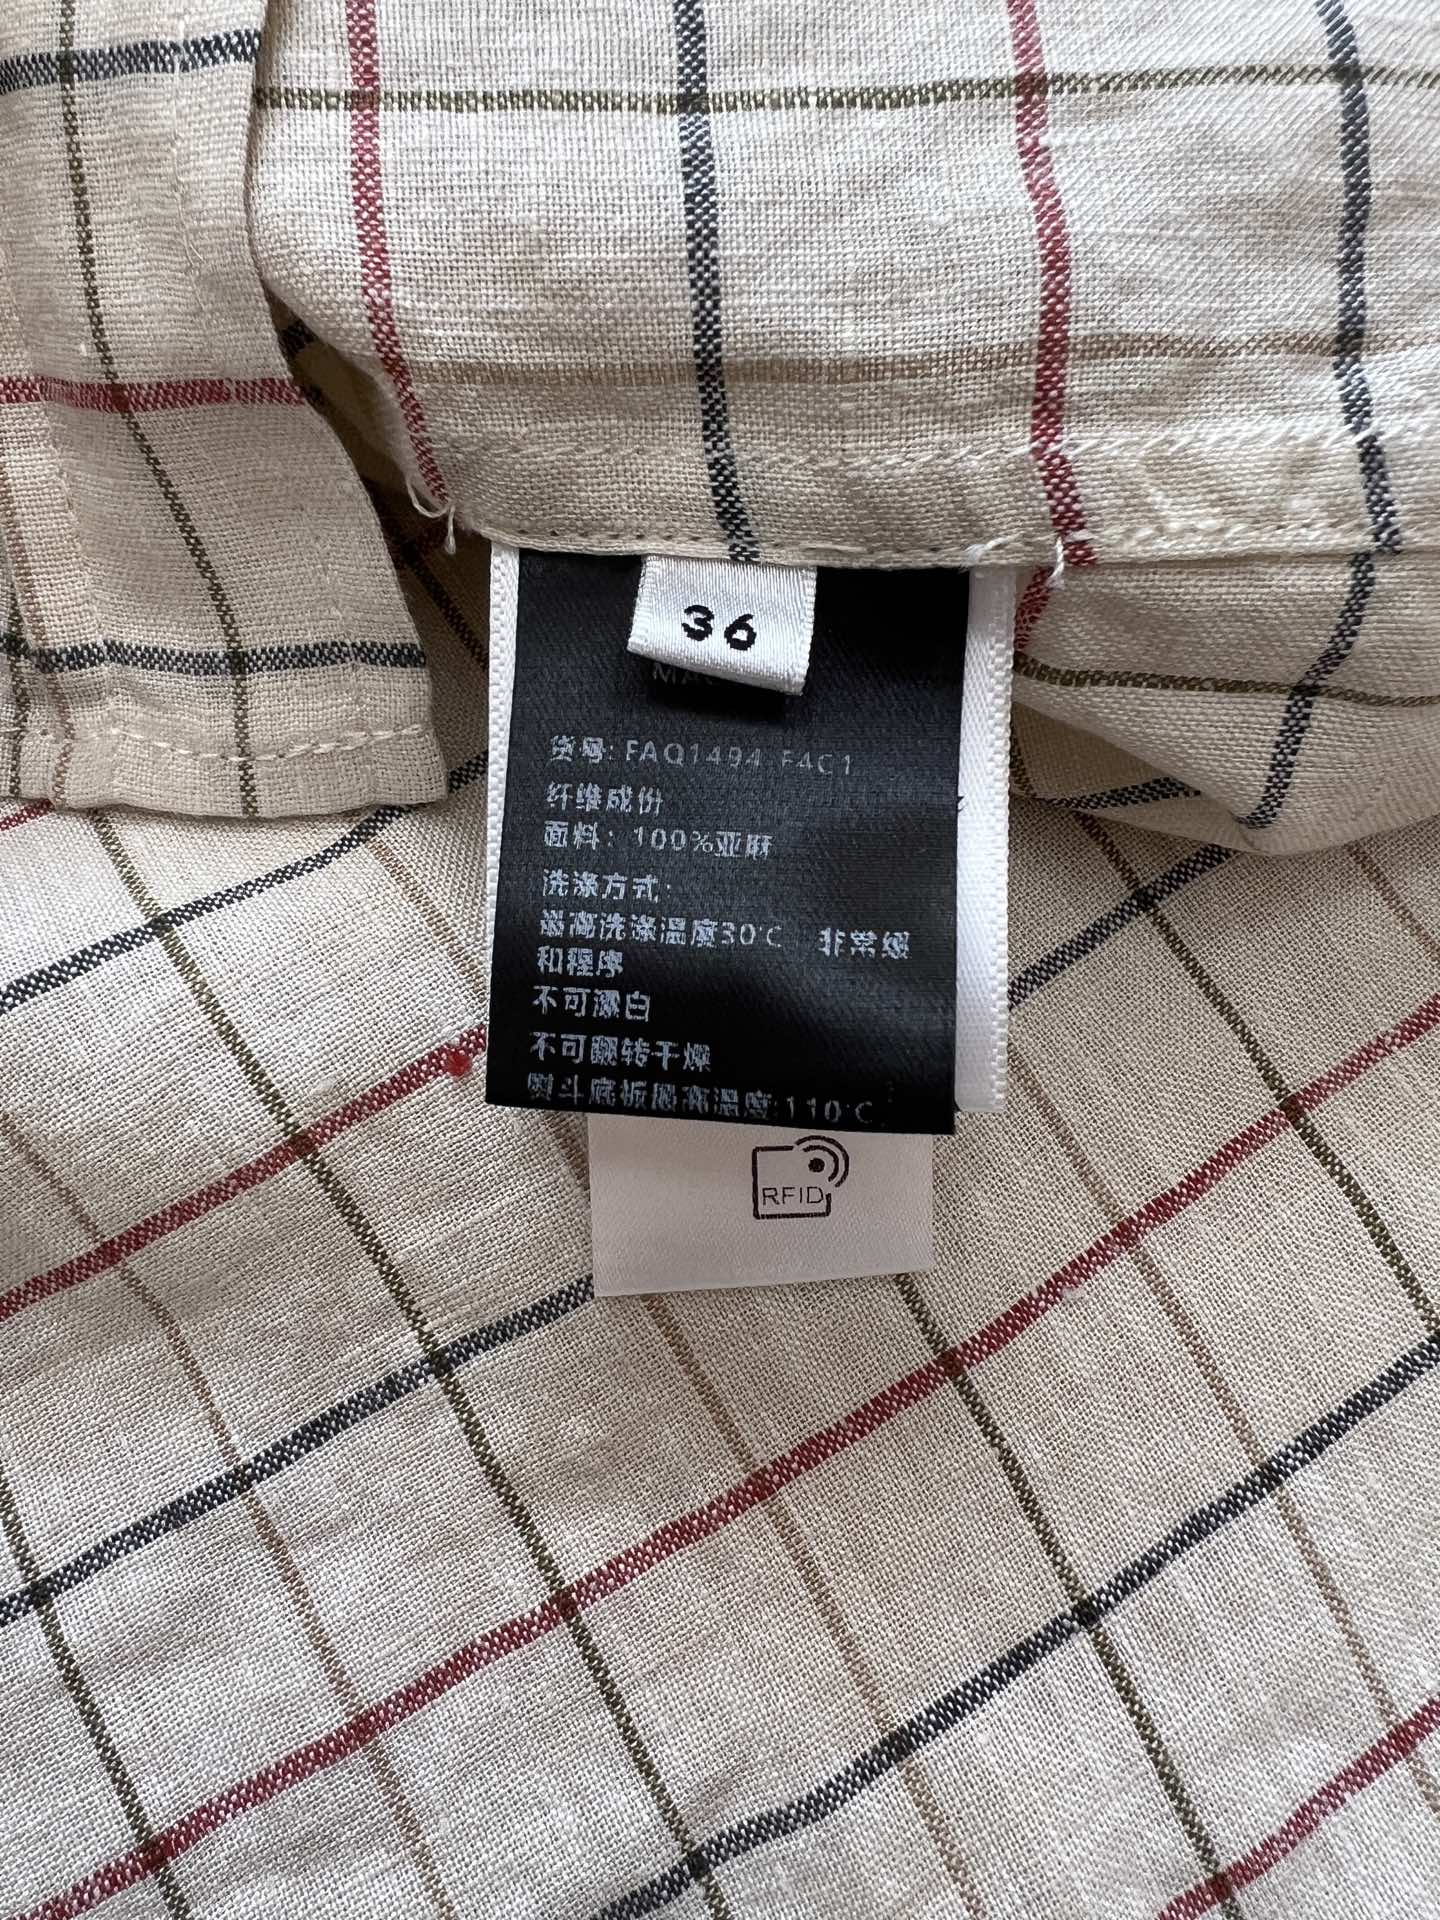 36
货号: FAQ1494 F4C1
纤维成份
面料: 100%亚麻
洗涤方式:
最高洗涤温度30°C 非常缓
和程序
不可漂白
不可翻转干燥
熨斗底板最高温度:110°C
RFID